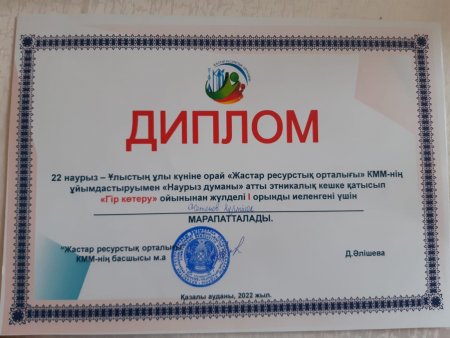 ДИПЛОМ
22 наурыз – Ұлыстың ұлы күніне орай «Жастар ресурстық орталығы» КММ-нің
ұйымдастыруымен «Наурыз думаны» атты этникалық кешке қатысып
«Гір көтеру» ойынынан жүлделі І орынды иеленгені үшін
МАРАПАТТАЛАДЫ.
"Жастар ресурстық орталығы"
КММ-нің басшысы м.а
Д.Әлішева
Қазалы ауданы, 2022 жыл.